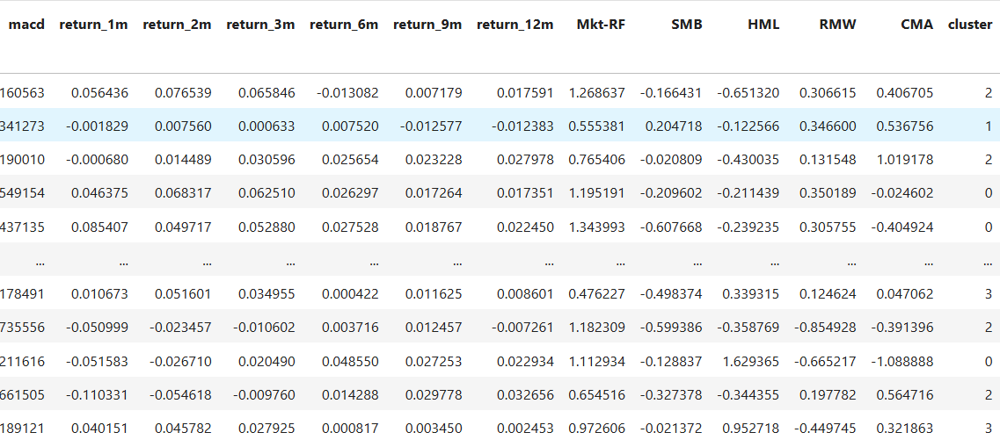 macd return_1m return_2m return_3m return_6m return_9m return_12m Mkt-RF SMB HML RMW CMA cluster
160563 0.056436 0.076539 0.065846 -0.013082 0.007179 0.017591 1.268637 -0.166431 -0.651320 0.306615 0.406705 2
341273 -0.001829 0.007560 0.000633 0.007520 -0.012577 -0.012383 0.555381 0.204718 -0.122566 0.346600 0.536756 1
190010 -0.000680 0.014489 0.030596 0.025654 0.023228 0.027978 0.765406 -0.020809 -0.430035 0.131548 1.019178 2
549154 0.046375 0.068317 0.062510 0.026297 0.017264 0.017351 1.195191 -0.209602 -0.211439 0.350189 -0.024602 0
437135 0.085407 0.049717 0.052880 0.027528 0.018767 0.022450 1.343993 -0.607668 -0.239235 0.305755 -0.404924 0
... ... ... ... ... ... ... ... ... ... ... ... ...
178491 0.010673 0.051601 0.034955 0.000422 0.011625 0.008601 0.476227 -0.498374 0.339315 0.124624 0.047062 3
735556 -0.050999 -0.023457 -0.010602 0.003716 0.012457 -0.007261 1.182309 -0.599386 -0.358769 -0.854928 -0.391396 2
211616 -0.051583 -0.026710 0.020490 0.048550 0.027253 0.022934 1.112934 -0.128837 1.629365 -0.665217 -1.088888 0
661505 -0.110331 -0.054618 -0.009760 0.014288 0.029778 0.032656 0.654516 -0.327378 -0.344355 0.197782 0.564716 2
189121 0.040151 0.045782 0.027925 0.000817 0.003450 0.002453 0.972606 -0.021372 0.952718 -0.449745 0.321863 3